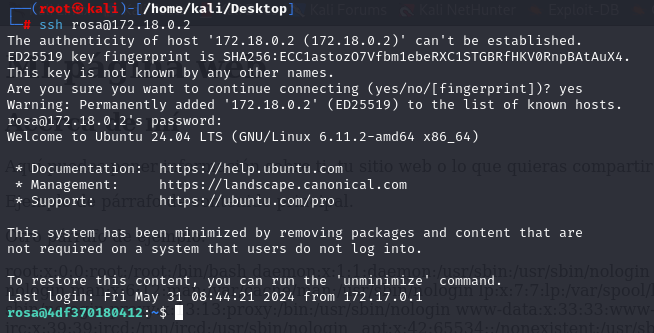 Kali Forums Kali NetHunter Exploit-DB
┌──(root㉿kali)-[/home/kali/Desktop]
└─# ssh rosa@172.18.0.2
The authenticity of host '172.18.0.2 (172.18.0.2)' can't be established.
ED25519 key fingerprint is SHA256:ECC1astozO7Vfbm1ebeRXC1STGBRfHKV0RnpBAtAuX4.
This key is not known by any other names.
Are you sure you want to continue connecting (yes/no/[fingerprint])? yes
Warning: Permanently added '172.18.0.2' (ED25519) to the list of known hosts.
rosa@172.18.0.2's password:
Welcome to Ubuntu 24.04 LTS (GNU/Linux 6.11.2-amd64 x86_64)
 * Documentation:  https://help.ubuntu.com
 * Management:     https://landscape.canonical.com
 * Support:        https://ubuntu.com/pro
This system has been minimized by removing packages and content that are
not required on a system that users do not log into.
To restore this content, you can run the 'unminimize' command.
Last login: Fri May 31 08:44:21 2024 from 172.17.0.1
rosa@4df370180412:~$